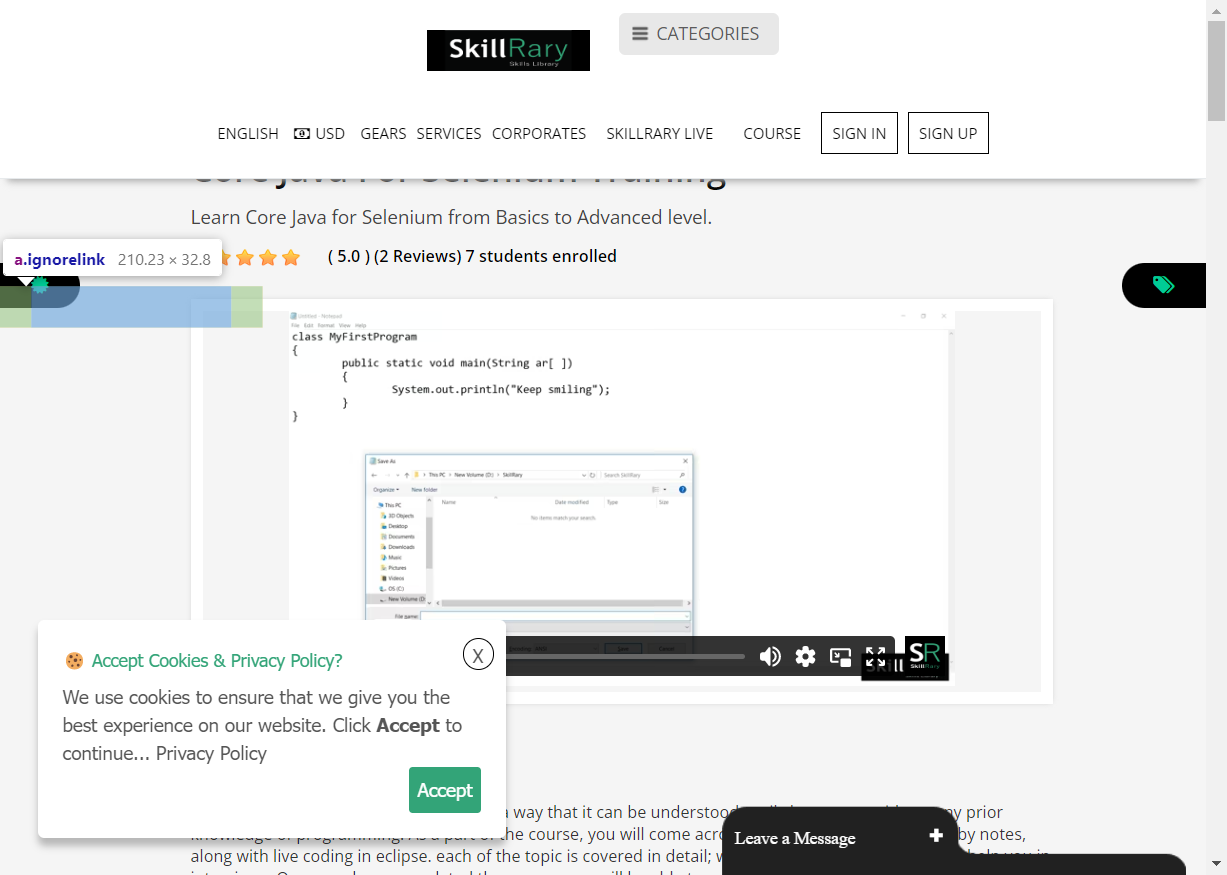 SkillRary
Skills Library
CATEGORIES
ENGLISH USD GEARS SERVICES CORPORATES SKILLRARY LIVE COURSE SIGN IN SIGN UP
Core Java For Selenium Training
Learn Core Java for Selenium from Basics to Advanced level.
( 5.0 ) (2 Reviews) 7 students enrolled
a.ignorelink 210.23 × 32.8
Untitled - Notepad
File Edit Format View Help
class MyFirstProgram
{
public static void main(String ar[ ])
{
System.out.println("Keep smiling");
}
}
Save As
This PC > New Volume (D:) > SkillRary
Search SkillRary
Organize New folder
Name Date modified Type Size
No items match your search.
This PC
3D Objects
Desktop
Documents
Downloads
Music
Pictures
Videos
OS (C:)
New Volume (D
File name:
SR
SkillRary
Accept Cookies & Privacy Policy?
X
We use cookies to ensure that we give you the
best experience on our website. Click Accept to
continue... Privacy Policy
Accept
a way that it can be understood
prior
knowledge of programming. As a part of the course, you will come
by notes,
along with live coding in eclipse. each of the topic is covered in detail;
help you in
Leave a Message